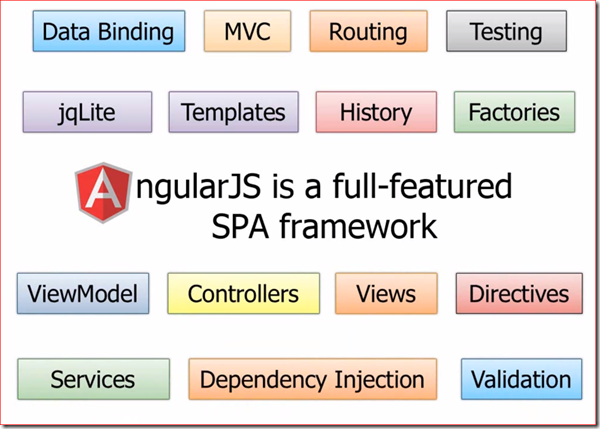 Data Binding MVC Routing Testing
jqLite Templates History Factories
AngularJS is a full-featured
SPA framework
ViewModel Controllers Views Directives
Services Dependency Injection Validation